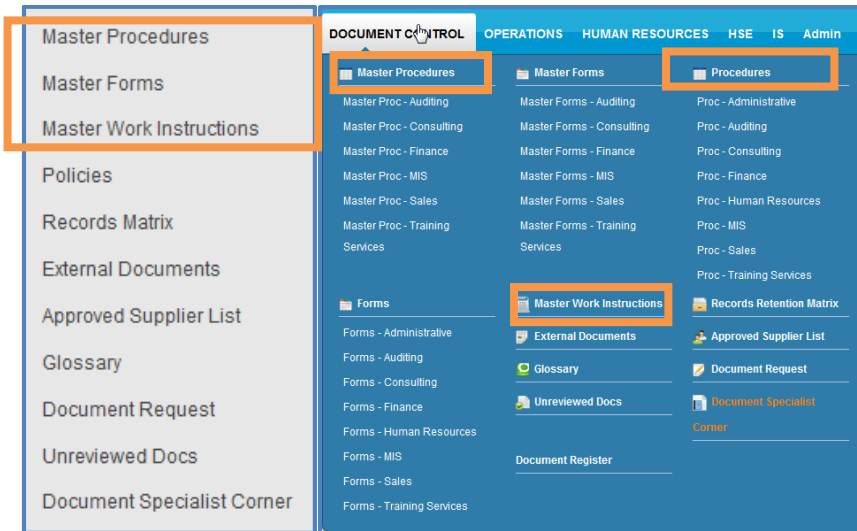 Master Procedures
Master Forms
Master Work Instructions
Policies
Records Matrix
External Documents
Approved Supplier List
Glossary
Document Request
Unreviewed Docs
Document Specialist Corner
DOCUMENT CONTROL OPERATIONS HUMAN RESOURCES HSE IS Admin
Master Procedures
Master Proc - Auditing
Master Proc - Consulting
Master Proc - Finance
Master Proc - MIS
Master Proc - Sales
Master Proc - Training
Services
Master Forms
Master Forms - Auditing
Master Forms - Consulting
Master Forms - Finance
Master Forms - MIS
Master Forms - Sales
Master Forms - Training
Services
Procedures
Proc - Administrative
Proc - Auditing
Proc - Consulting
Proc - Finance
Proc - Human Resources
Proc - MIS
Proc - Sales
Proc - Training Services
Forms
Forms - Administrative
Forms - Auditing
Forms - Consulting
Forms - Finance
Forms - Human Resources
Forms - MIS
Forms - Sales
Forms - Training Services
Master Work Instructions
External Documents
Glossary
Unreviewed Docs
Document Register
Records Retention Matrix
Approved Supplier List
Document Request
Document Specialist
Corner